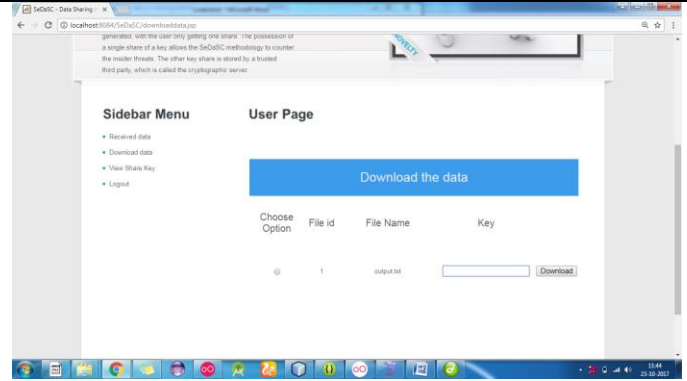 SeDaSC - Data Sharing
localhost:8084/SeDaSC/downloaddata.jsp
generated, with the user only getting one share. The possession of
a single share of a key allows the SeDaSC methodology to counter
the insider threats. The other key share is stored by a trusted
third party, which is called the cryptographic server.
NOVELTY
Sidebar Menu
Received data
Download data
View Share Key
Logout
User Page
Download the data
Choose Option File id File Name Key
1 output.txt Download
11:44
23-10-2017